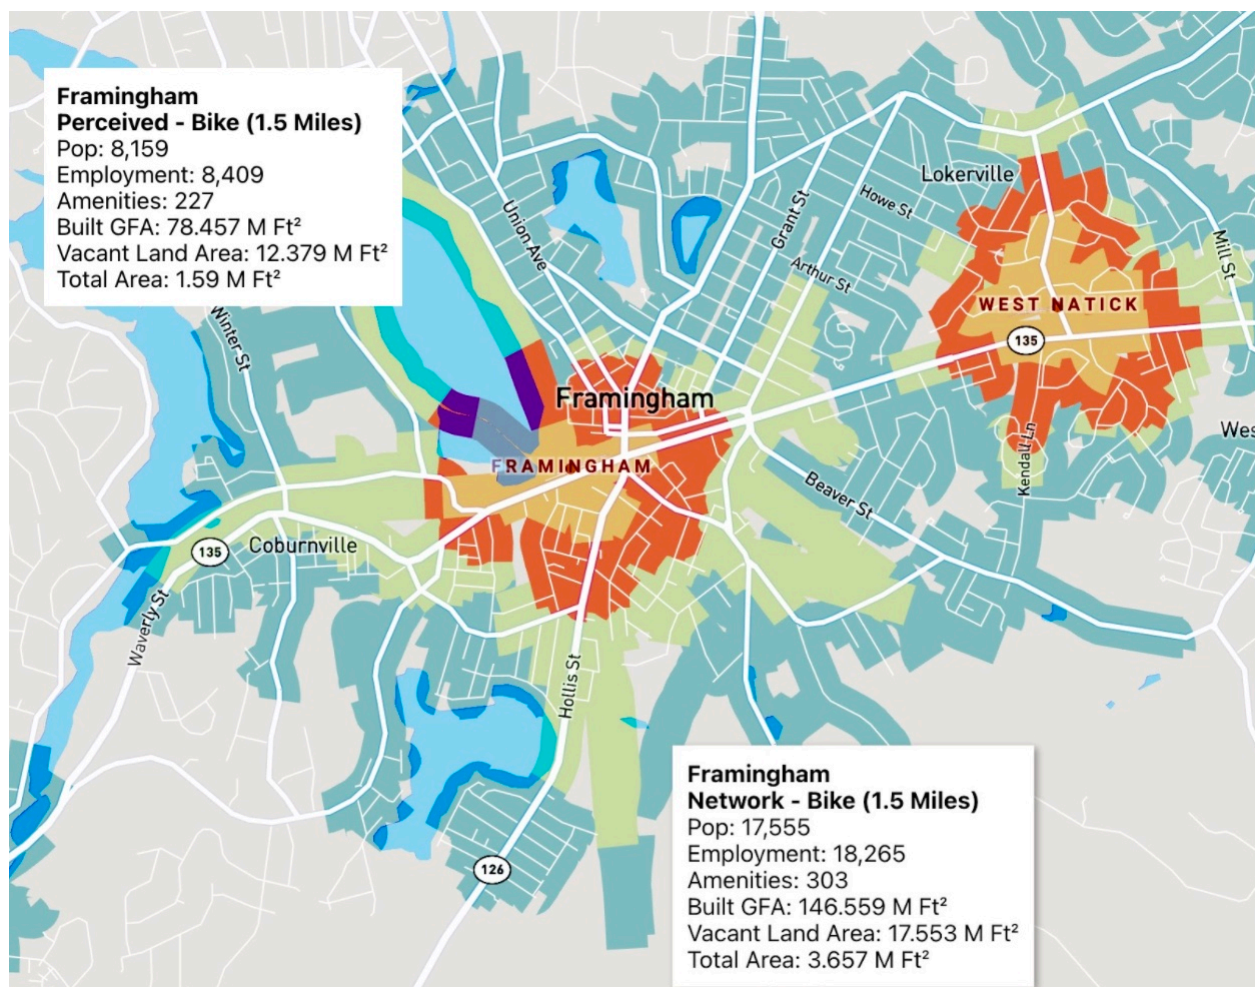 Framingham
Perceived - Bike (1.5 Miles)
Pop: 8,159
Employment: 8,409
Amenities: 227
Built GFA: 78.457 M Ft²
Vacant Land Area: 12.379 M Ft²
Total Area: 1.59 M Ft²
Lokerville
Union Ave
Grant St
Howe St
Arthur St
Mill St
Winter St
WEST NATICK
135
Framingham
FRAMINGHAM
Kendall Ln
Wes
Beaver St
135
Coburnville
Waverly St
Hollis St
126
Framingham
Network - Bike (1.5 Miles)
Pop: 17,555
Employment: 18,265
Amenities: 303
Built GFA: 146.559 M Ft²
Vacant Land Area: 17.553 M Ft²
Total Area: 3.657 M Ft²